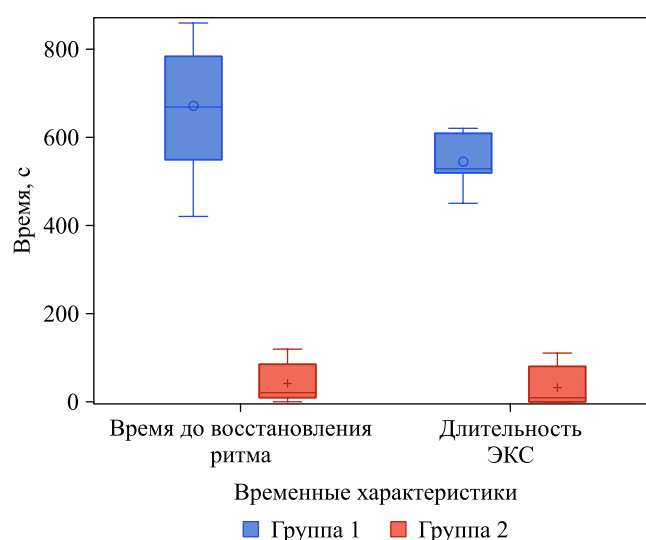 800
600
400
200
0
Время, с
Время до восстановления
ритма
Длительность
ЭКС
Временные характеристики
Группа 1 Группа 2